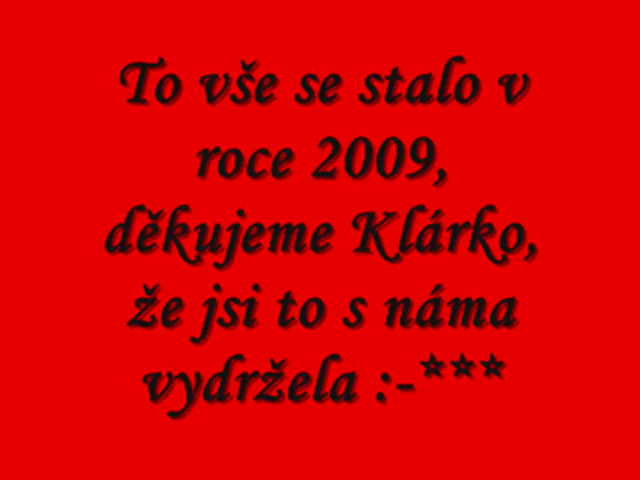 To vše se stalo v
roce 2009,
děkujeme Klárko,
že jsi to s náma
vydržela :-***